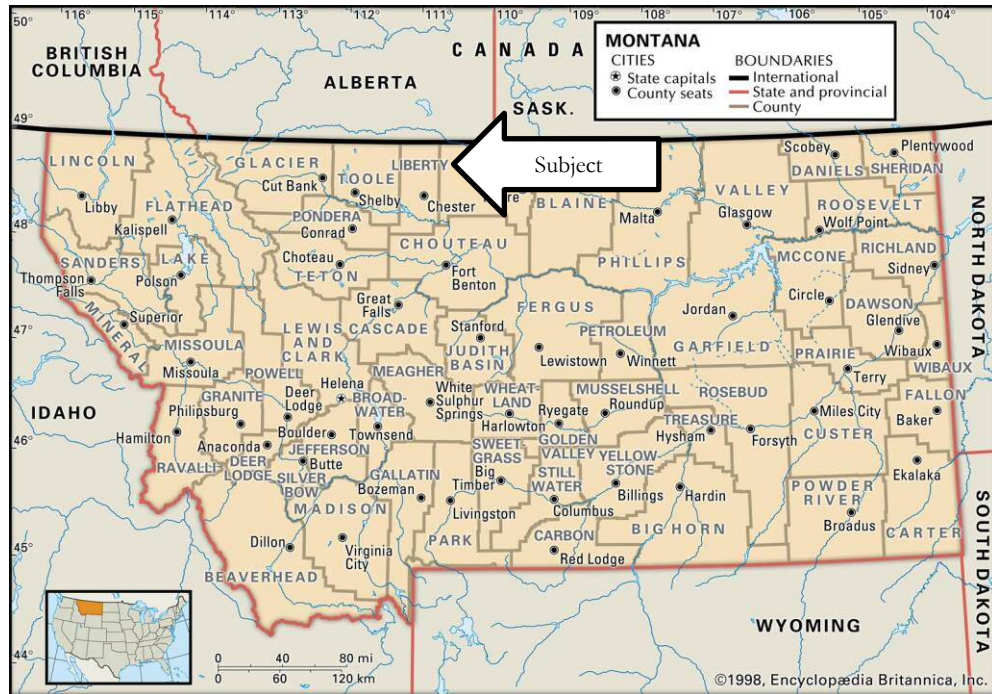 116° 115° 114° 113° 112° 111° 110° 109° 108° 107° 106° 105° 104°
BRITISH
COLUMBIA
ALBERTA
CANADA
SASK.
MONTANA
CITIES
State capitals
County seats
BOUNDARIES
International
State and provincial
County
49°
49°
48°
48°
47°
47°
46°
46°
45°
45°
44°
44°
Subject
LINCOLN
Libby
FLATHEAD
Kalispell
GLACIER
Cut Bank
TOOLE
Shelby
LIBERTY
Chester
BLAINE
PHILLIPS
Malta
VALLEY
Glasgow
Scobey
DANIELS
Plentywood
SHERIDAN
ROOSEVELT
Wolf Point
PONDERA
Conrad
CHOUTEAU
Fort
Benton
Choteau
TETON
SANDERS
Thompson
Falls
LAKE
Polson
MINERAL
Superior
MISSOULA
Missoula
POWELL
LEWIS
AND
CLARK
Helena
Great
Falls
CASCADE
Stanford
JUDITH
BASIN
FERGUS
Lewistown
PETROLEUM
Winnett
GARFIELD
Jordan
MCCONE
Circle
RICHLAND
Sidney
DAWSON
Glendive
Wibaux
WIBAUX
PRAIRIE
Terry
FALLON
Baker
GRANITE
Philipsburg
Deer
Lodge
Boulder
BROAD-
WATER
Townsend
MEAGHER
White
Sulphur
Springs
WHEAT-
LAND
Harlowton
Ryegate
GOLDEN
VALLEY
MUSSELSHELL
Roundup
ROSEBUD
Forsyth
TREASURE
Hysham
Miles City
CUSTER
Hamilton
RAVALLI
Anaconda
DEER
LODGE
Butte
SILVER
BOW
JEFFERSON
GALLATIN
Bozeman
MADISON
Virginia
City
Dillon
BEAVERHEAD
Livingston
PARK
SWEET-
GRASS
Big
Timber
STILL
WATER
Columbus
YELLOW-
STONE
Billings
CARBON
Red Lodge
Hardin
BIG HORN
POWDER
RIVER
Broadus
Ekalaka
CARTER
IDAHO
WYOMING
NORTH DAKOTA
SOUTH DAKOTA
0 40 80 mi
0 60 120 km
©1998, Encyclopædia Britannica, Inc.